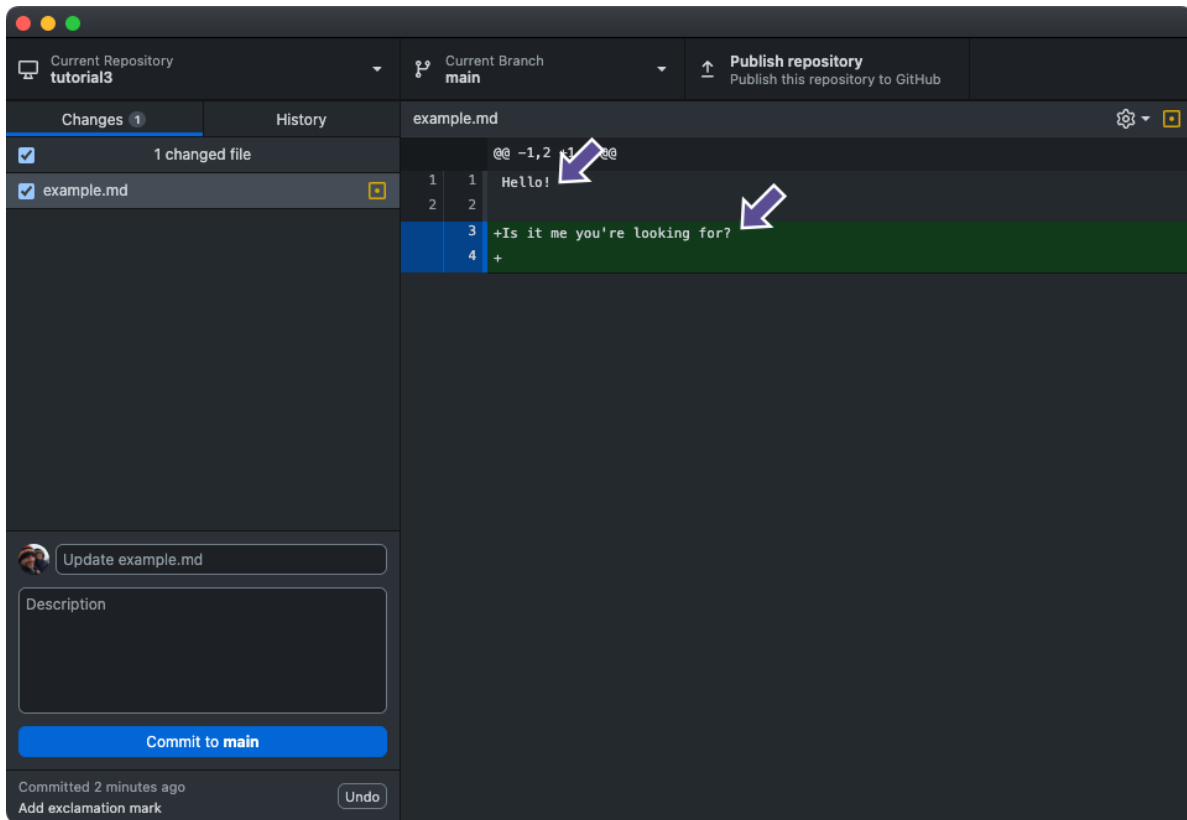 Current Repository
tutorial3
Current Branch
main
Publish repository
Publish this repository to GitHub
Changes 1
History
1 changed file
example.md
example.md
@@ -1,2 +1 @@
1 1 Hello!
2 2
3 +Is it me you're looking for?
4 +
Update example.md
Description
Commit to main
Committed 2 minutes ago
Add exclamation mark
Undo